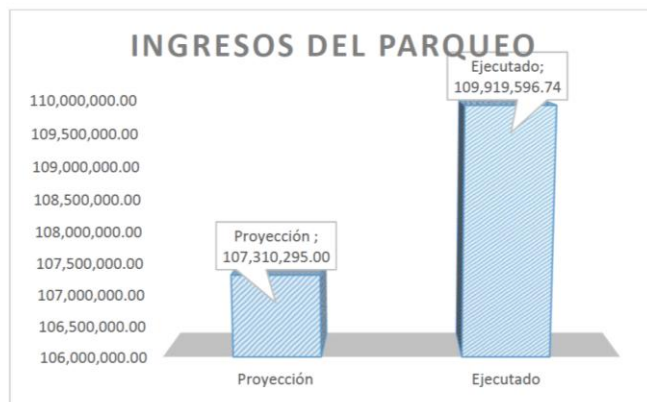 INGRESOS DEL PARQUEO
Ejecutado;
109,919,596.74
110,000,000.00
109,500,000.00
109,000,000.00
108,500,000.00
108,000,000.00
107,500,000.00
107,000,000.00
106,500,000.00
106,000,000.00
Proyección ;
107,310,295.00
Proyección
Ejecutado